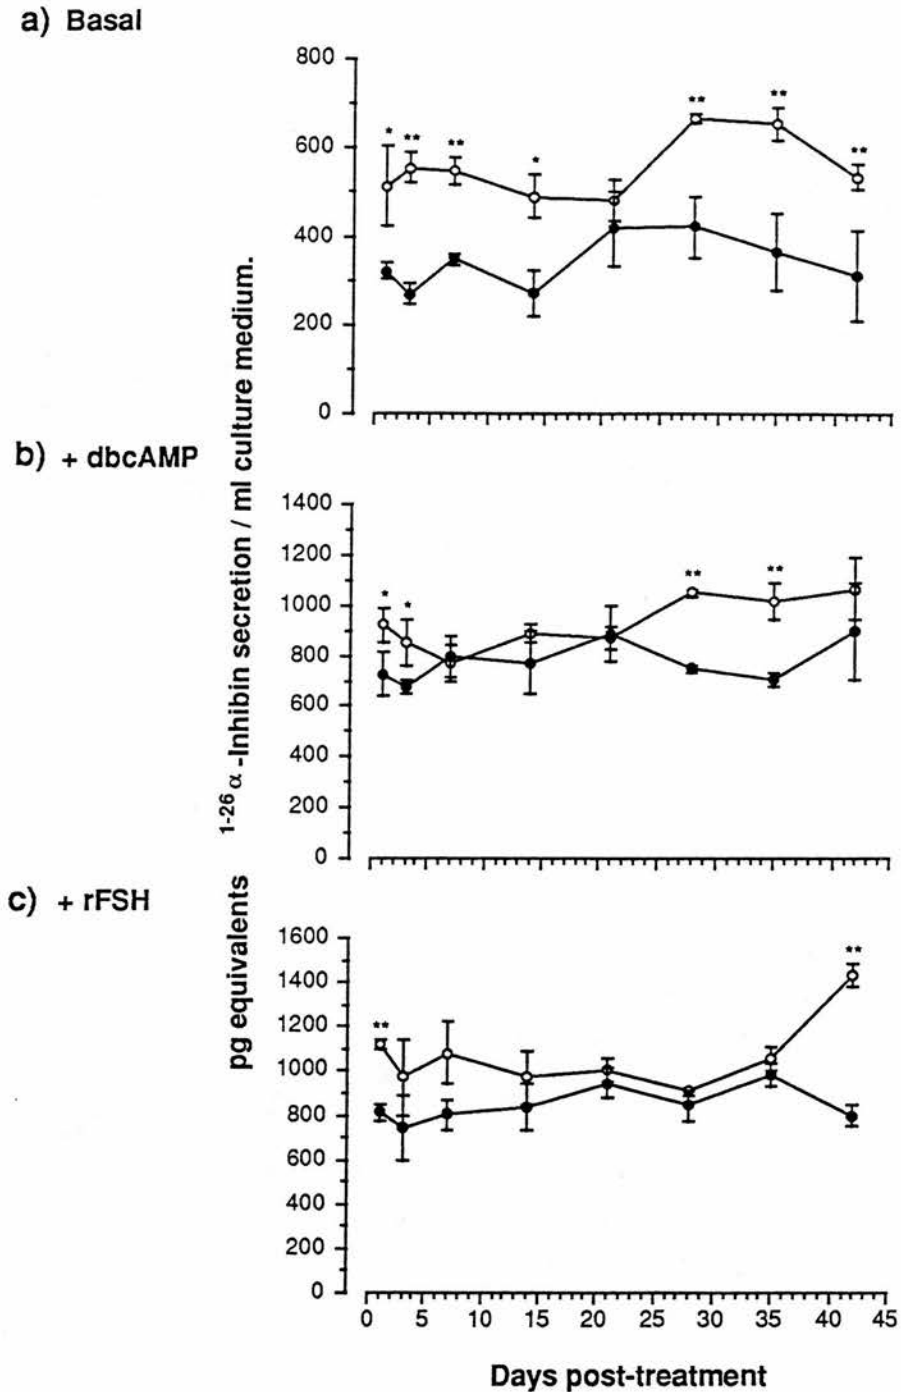 a) Basal
800
600
400
200
0
* ** ** * ** ** **
b) + dbcAMP
1400
1200
1000
800
600
400
200
0
* * ** **
c) + rFSH
1600
1400
1200
1000
800
600
400
200
0
** **
0 5 10 15 20 25 30 35 40 45
Days post-treatment
pg equivalents 1-26 α -Inhibin secretion / ml culture medium.